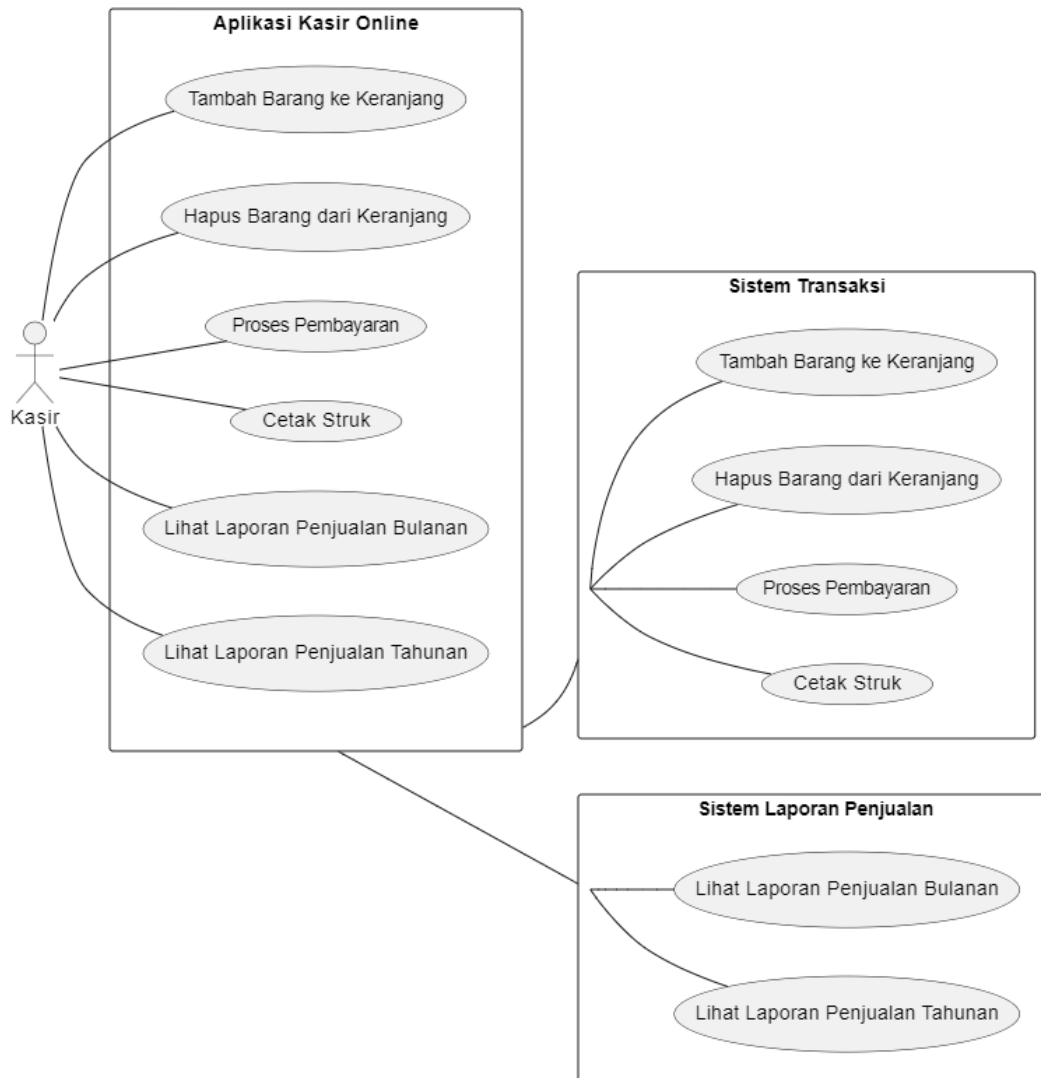 Aplikasi Kasir Online
Tambah Barang ke Keranjang
Hapus Barang dari Keranjang
Proses Pembayaran
Cetak Struk
Lihat Laporan Penjualan Bulanan
Lihat Laporan Penjualan Tahunan
Kasir
Sistem Transaksi
Tambah Barang ke Keranjang
Hapus Barang dari Keranjang
Proses Pembayaran
Cetak Struk
Sistem Laporan Penjualan
Lihat Laporan Penjualan Bulanan
Lihat Laporan Penjualan Tahunan